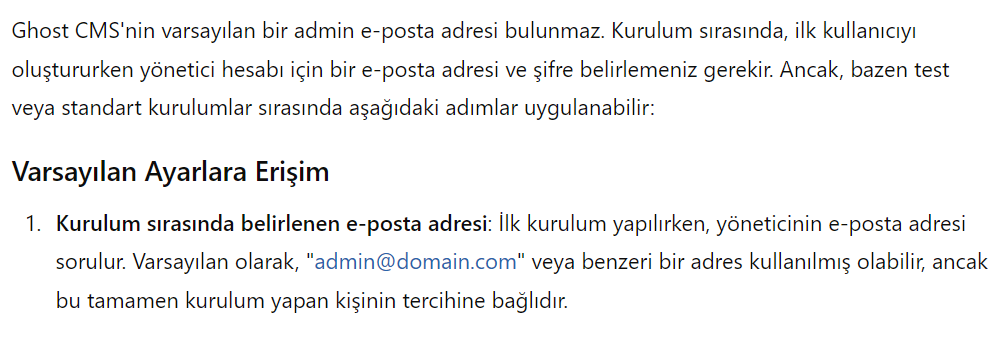 Ghost CMS'nin varsayılan bir admin e-posta adresi bulunmaz. Kurulum sırasında, ilk kullanıcıyı
oluştururken yönetici hesabı için bir e-posta adresi ve şifre belirlemeniz gerekir. Ancak, bazen test
veya standart kurulumlar sırasında aşağıdaki adımlar uygulanabilir:
Varsayılan Ayarlara Erişim
1. Kurulum sırasında belirlenen e-posta adresi: İlk kurulum yapılırken, yöneticinin e-posta adresi
sorulur. Varsayılan olarak, "admin@domain.com" veya benzeri bir adres kullanılmış olabilir, ancak
bu tamamen kurulum yapan kişinin tercihine bağlıdır.